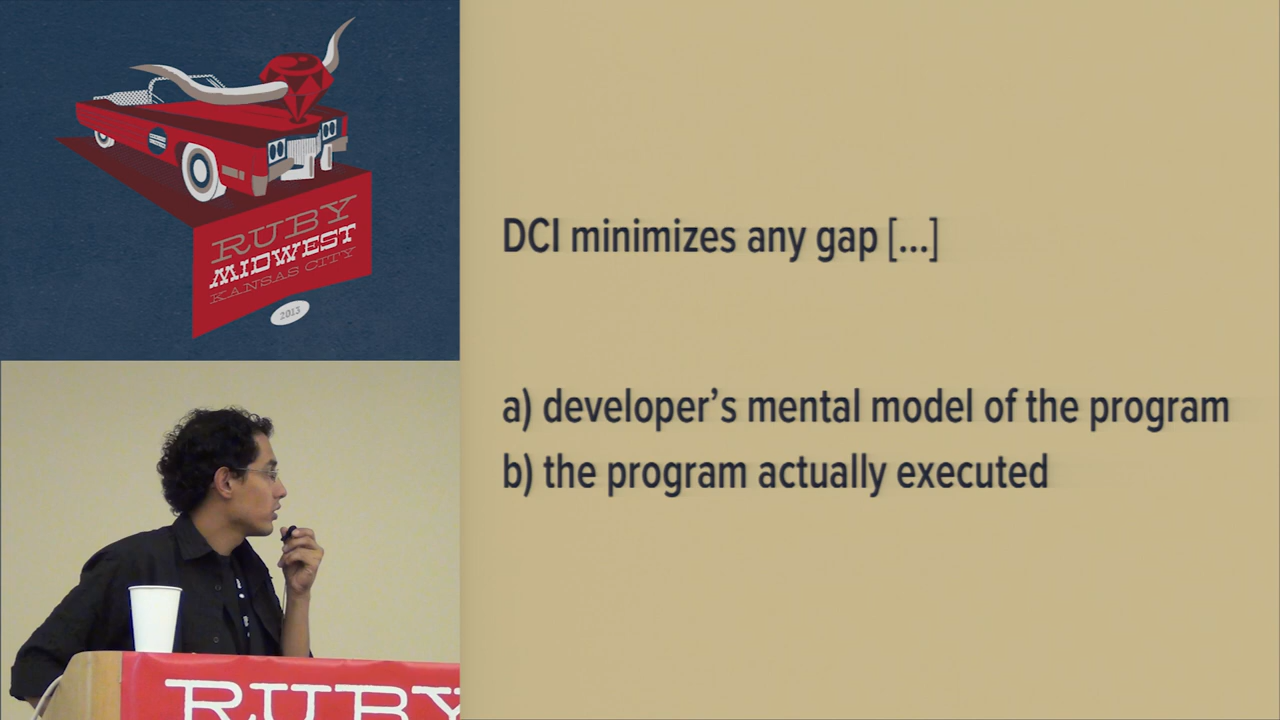 RUBY
MIDWEST
KANSAS CITY
2013
DCI minimizes any gap [...]
a) developer's mental model of the program
b) the program actually executed
RUBY